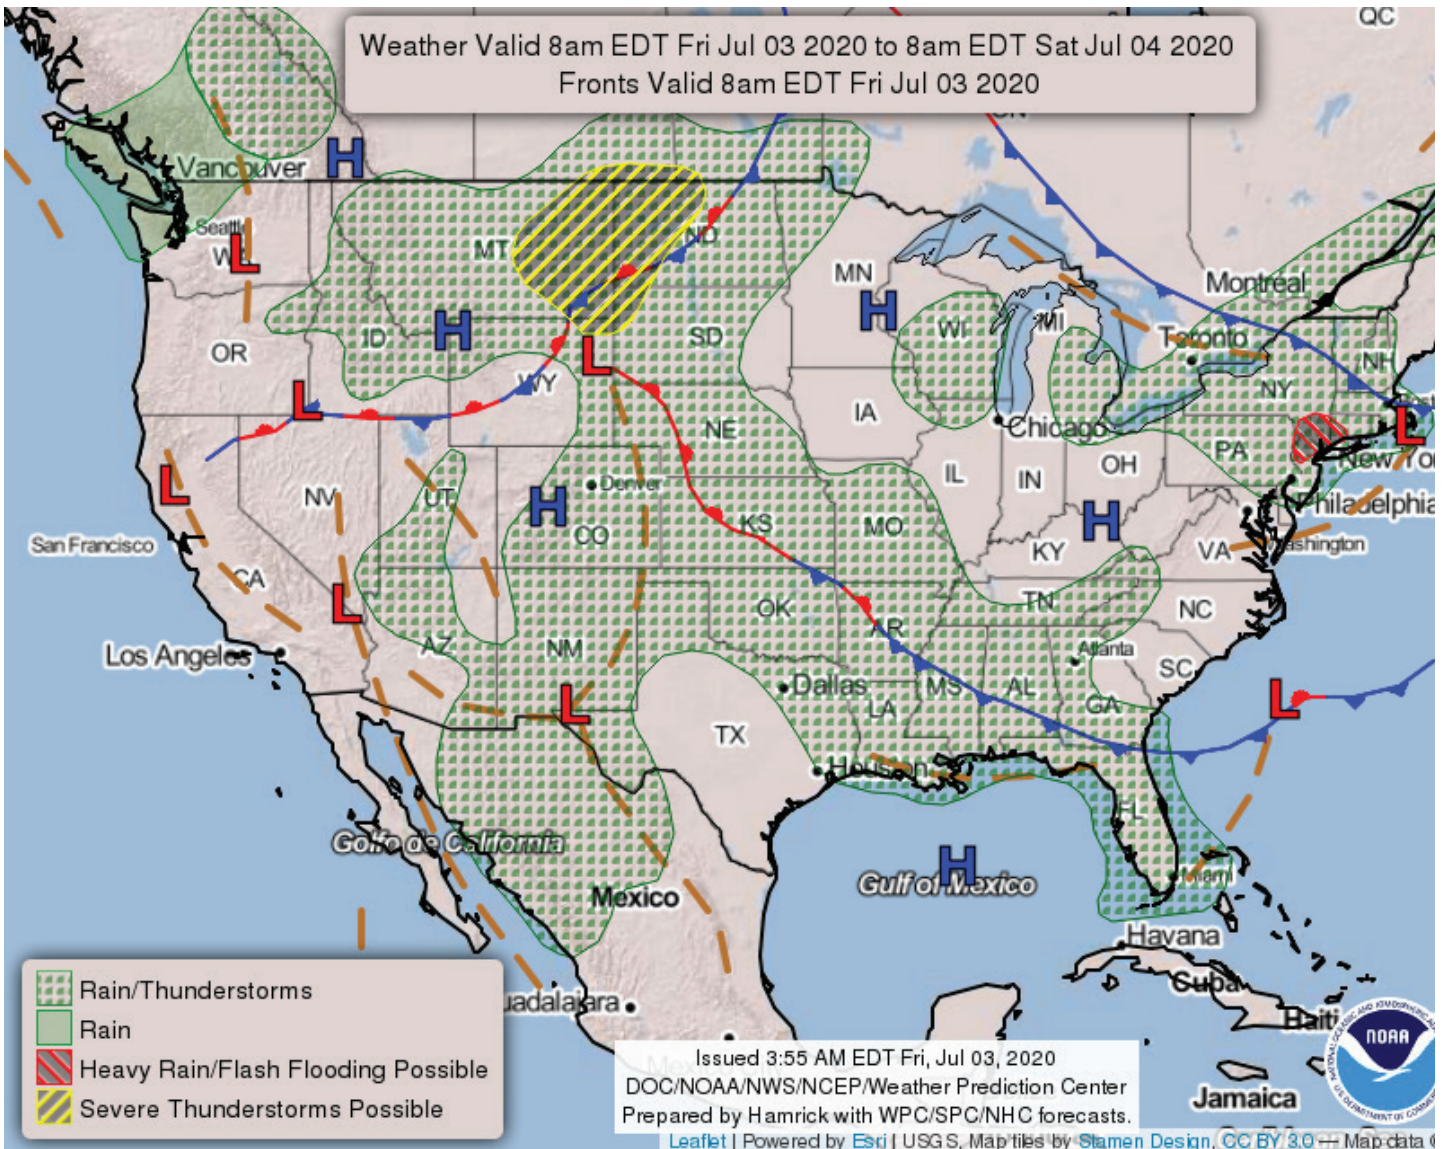 QC
Weather Valid 8am EDT Fri Jul 03 2020 to 8am EDT Sat Jul 04 2020
Fronts Valid 8am EDT Fri Jul 03 2020
H
Vancouver
Seattle
L
MT
ND
MN
H
Montreal
WI
MI
Toronto
OR
ID
H
SD
L
WY
NY
NH
L
IA
NE
Chicago
PA
L
New Yo
L
NV
UT
Denver
H
CO
KS
MO
IL
IN
OH
H
Philadelphia
San Francisco
CA
KY
VA
Washington
L
OK
TN
NC
AR
Los Angeles
AZ
NM
Atlanta
SC
Dallas
L
TX
LA
MS
AL
GA
L
Houston
FL
Golfo de California
H
Gulf of Mexico
Miami
Mexico
Havana
Cuba
Rain/Thunderstorms
Rain
Heavy Rain/Flash Flooding Possible
Severe Thunderstorms Possible
uadalajara
Haiti
NOAA
Issued 3:55 AM EDT Fri, Jul 03, 2020
DOC/NOAA/NWS/NCEP/Weather Prediction Center
Prepared by Hamrick with WPC/SPC/NHC forecasts.
Mexico City
Jamaica
Leaflet | Powered by Esri | USGS, Map tiles by Stamen Design, CC BY 3.0 — Map data ©